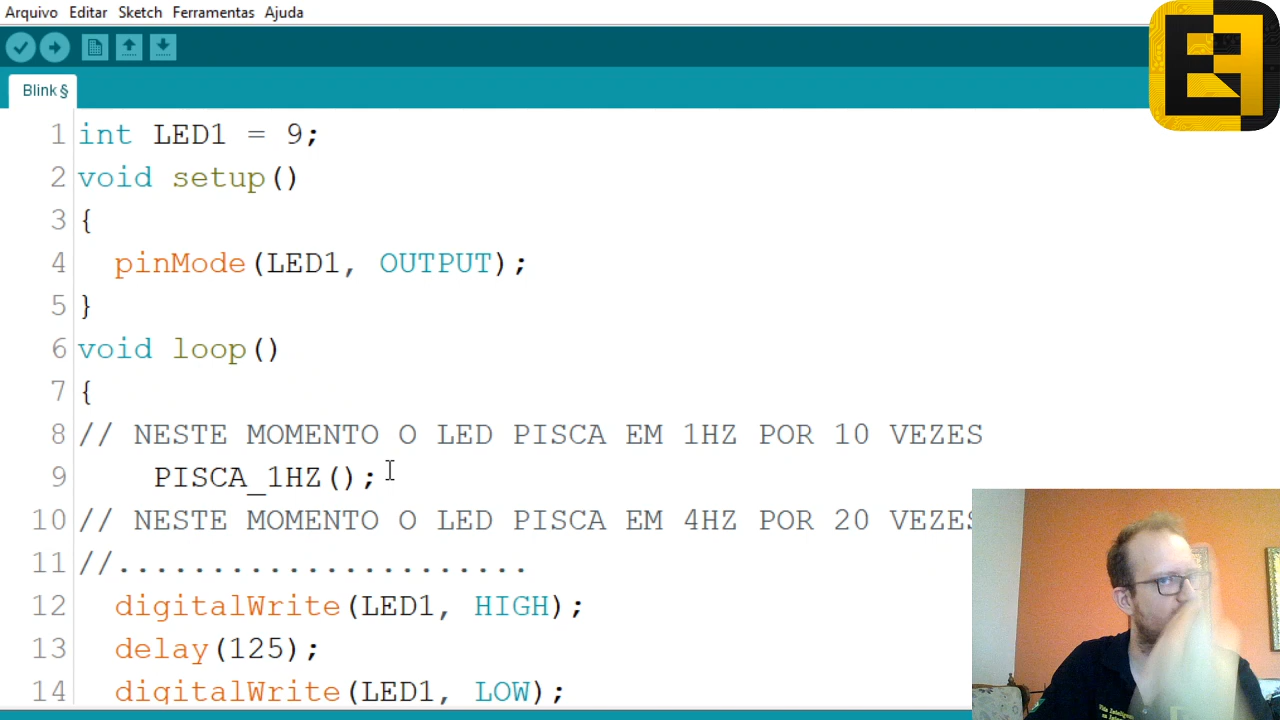 Arquivo Editar Sketch Ferramentas Ajuda
Blink §
1 int LED1 = 9;
2 void setup()
3 {
4 pinMode(LED1, OUTPUT);
5 }
6 void loop()
7 {
8 // NESTE MOMENTO O LED PISCA EM 1HZ POR 10 VEZES
9 PISCA_1HZ();
10 // NESTE MOMENTO O LED PISCA EM 4HZ POR 20 VEZES
11 //......................
12 digitalWrite(LED1, HIGH);
13 delay(125);
14 digitalWrite(LED1, LOW);